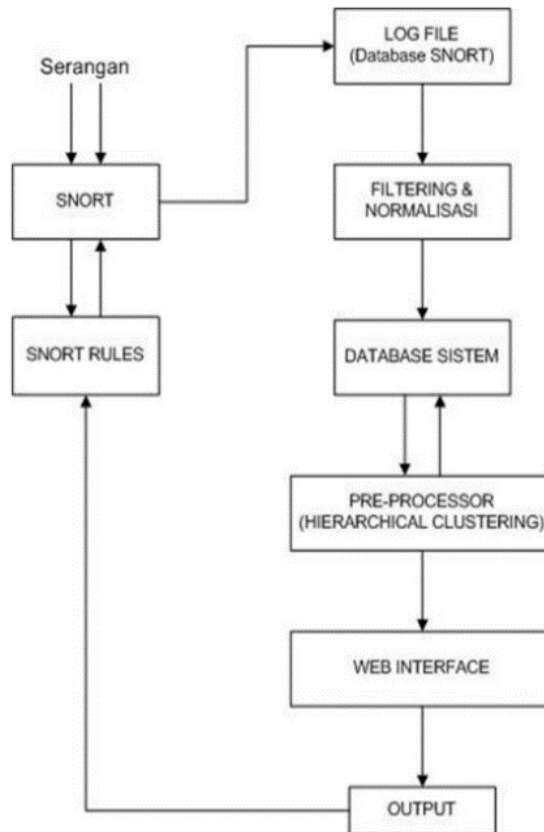 LOG FILE
(Database SNORT)
Serangan
SNORT
FILTERING &
NORMALISASI
SNORT RULES
DATABASE SISTEM
PRE-PROCESSOR
(HIERARCHICAL CLUSTERING)
WEB INTERFACE
OUTPUT